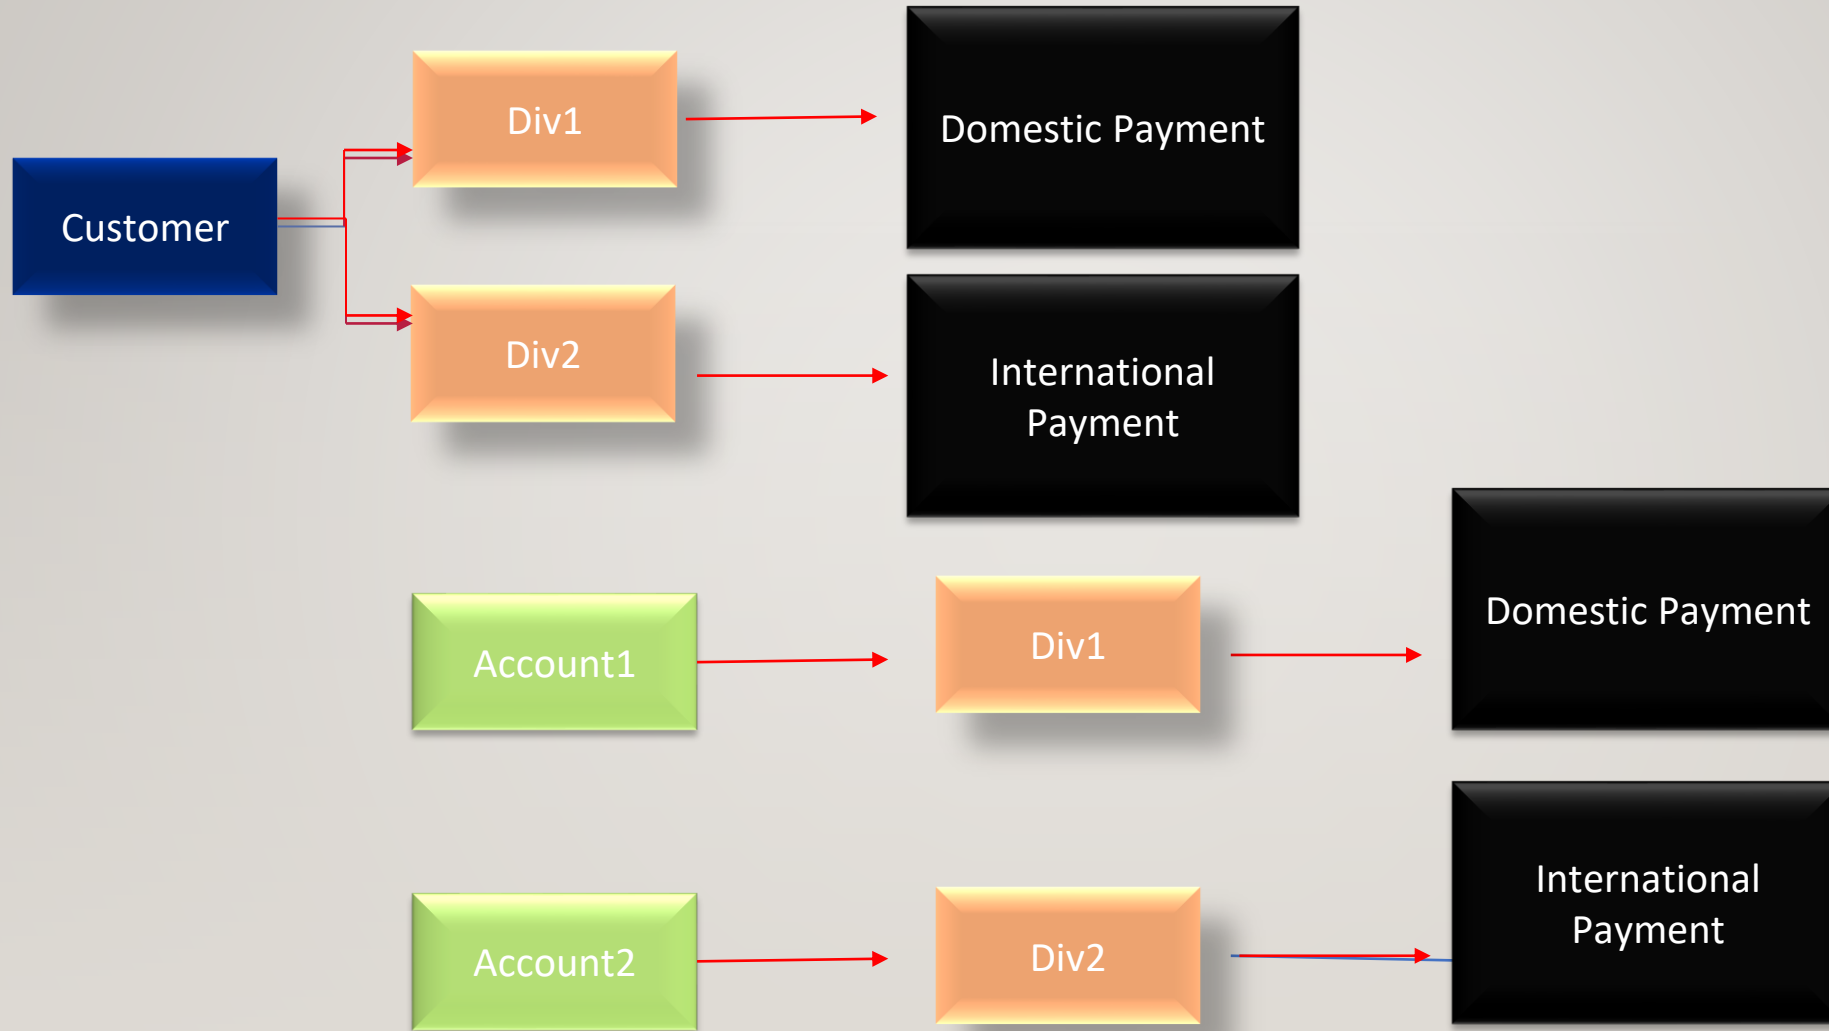 Div1
Domestic Payment
Customer
Div2
International
Payment
Account1
Div1
Domestic Payment
Account2
Div2
International
Payment